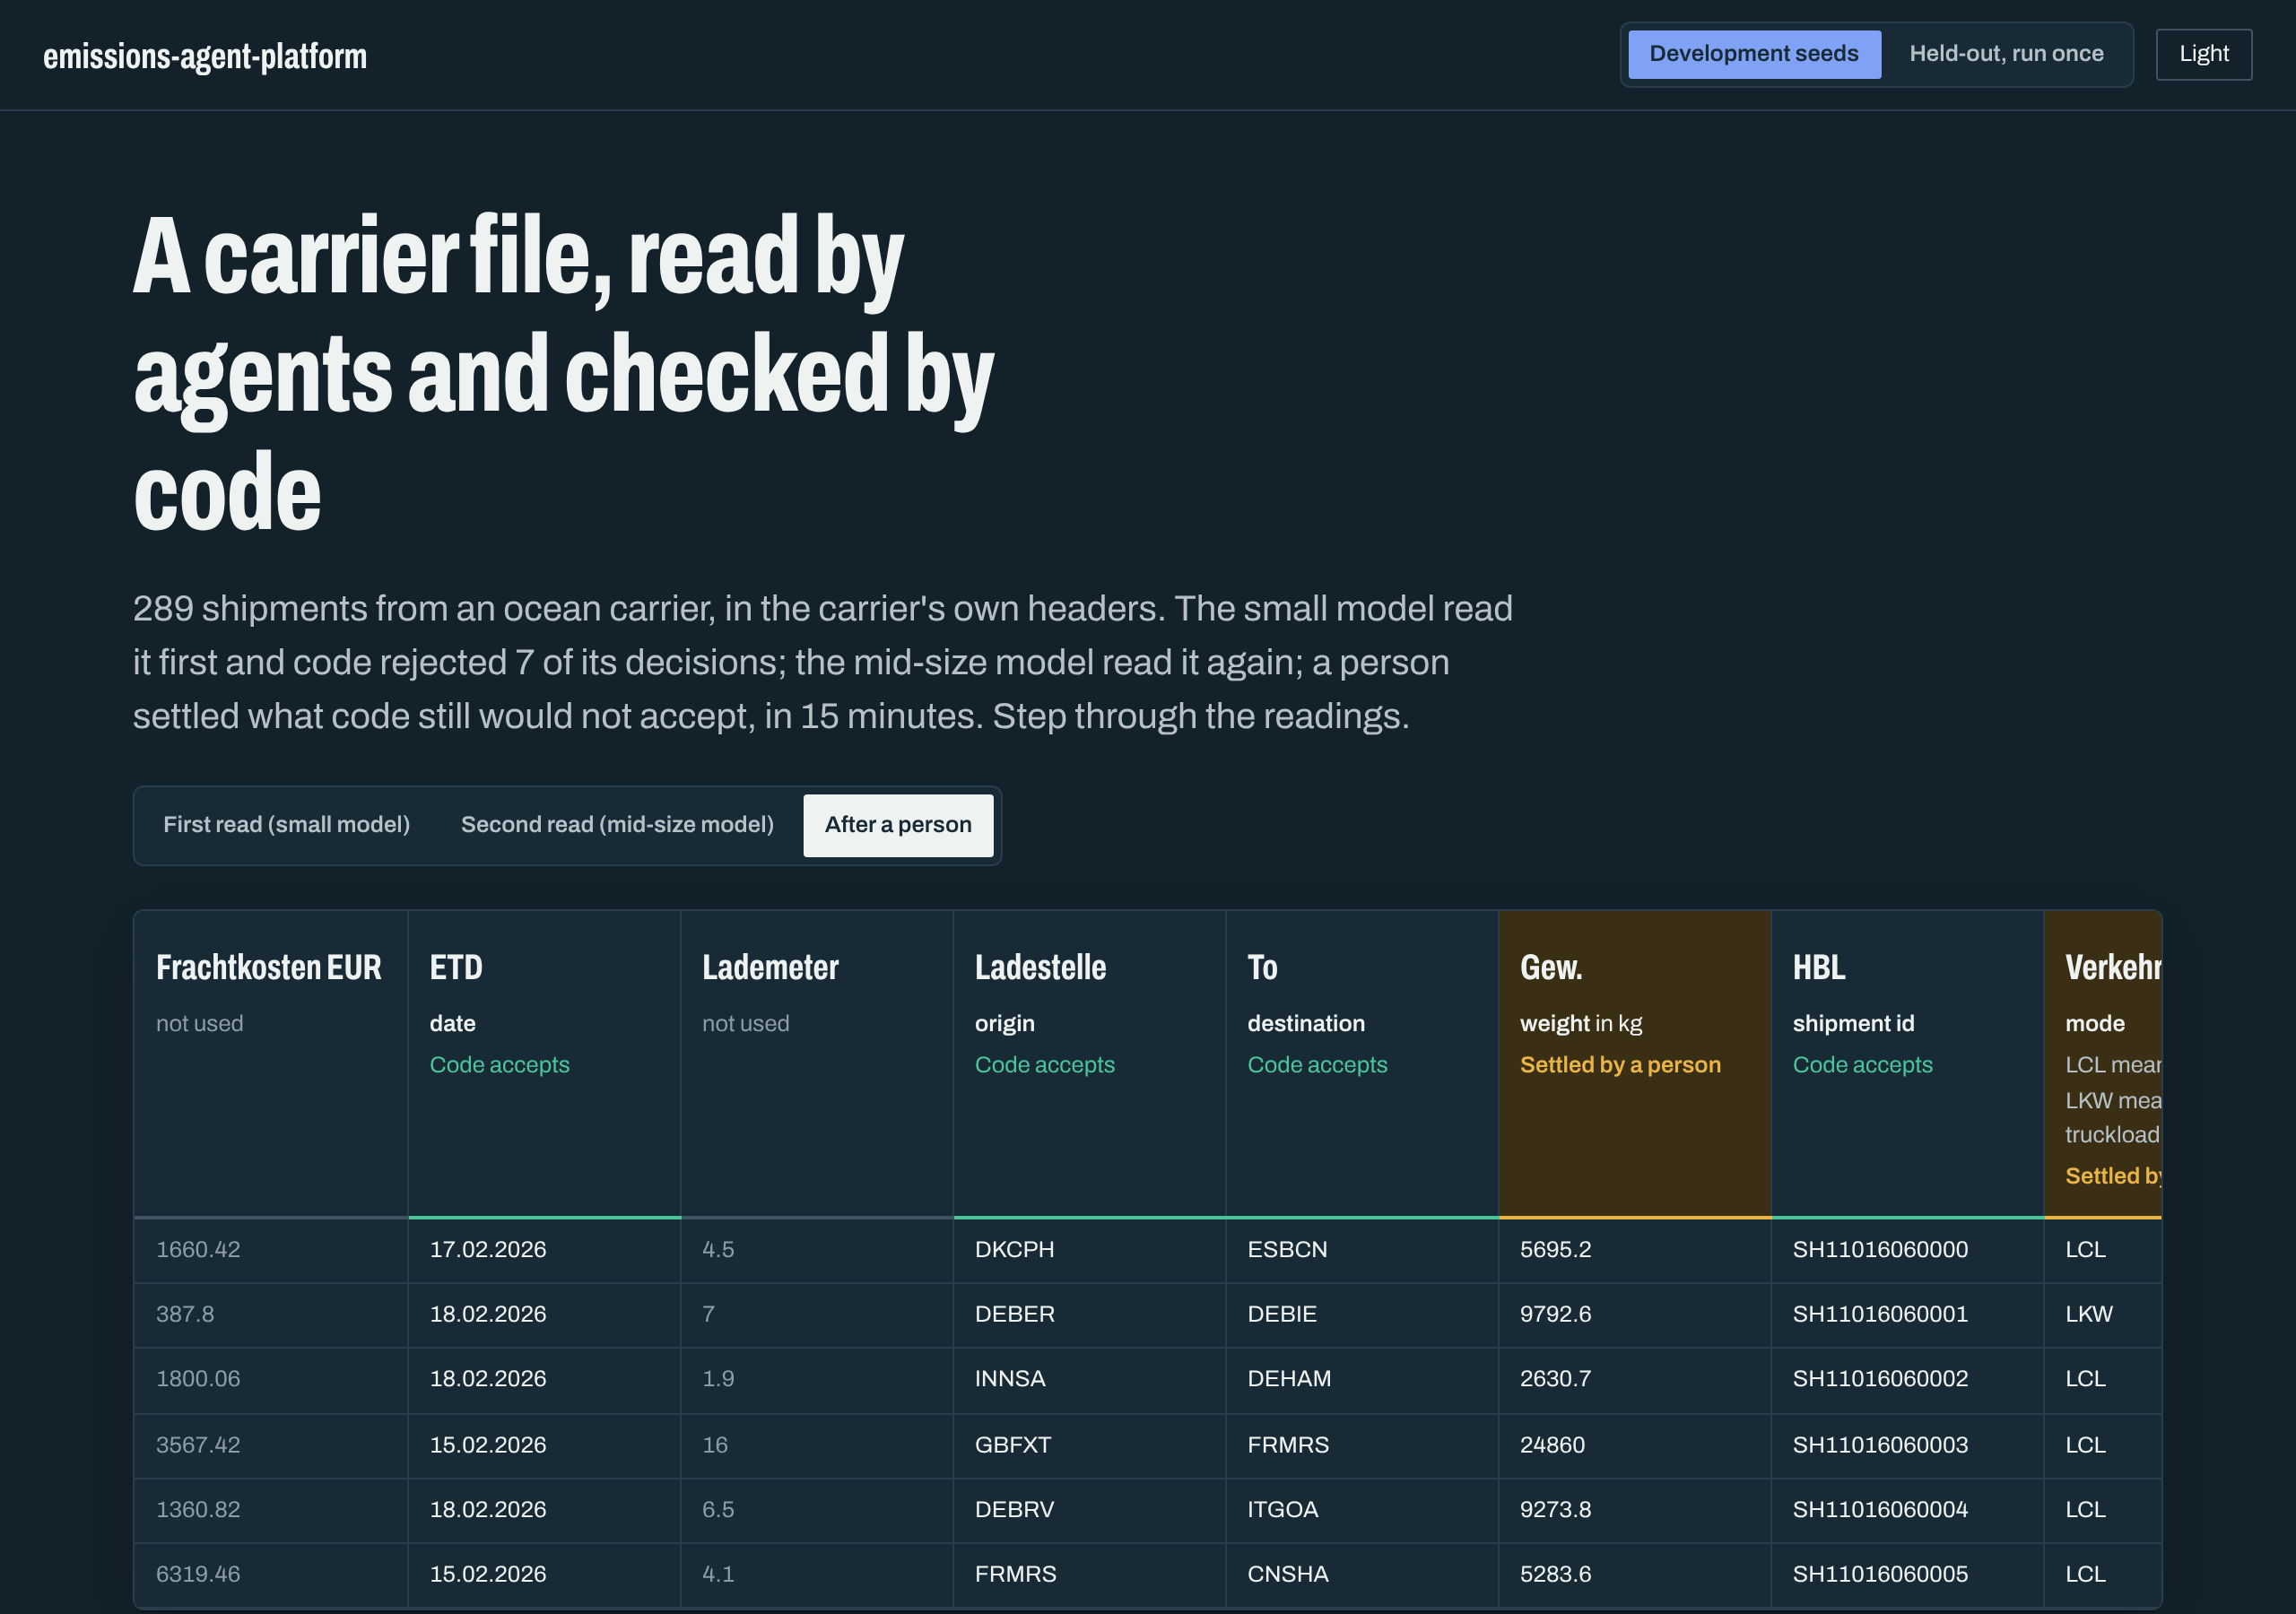 emissions-agent-platform
Development seeds
Held-out, run once
Light
A carrier file, read by
agents and checked by
code
289 shipments from an ocean carrier, in the carrier's own headers. The small model read
it first and code rejected 7 of its decisions; the mid-size model read it again; a person
settled what code still would not accept, in 15 minutes. Step through the readings.
First read (small model)
Second read (mid-size model)
After a person
Frachtkosten EUR
not used
ETD
date
Code accepts
Lademeter
not used
Ladestelle
origin
Code accepts
To
destination
Code accepts
Gew.
weight in kg
Settled by a person
HBL
shipment id
Code accepts
Verkehr
mode
LCL mear
LKW mea
truckload
Settled by
1660.42 17.02.2026 4.5 DKCPH ESBCN 5695.2 SH11016060000 LCL
387.8 18.02.2026 7 DEBER DEBIE 9792.6 SH11016060001 LKW
1800.06 18.02.2026 1.9 INNSA DEHAM 2630.7 SH11016060002 LCL
3567.42 15.02.2026 16 GBFXT FRMRS 24860 SH11016060003 LCL
1360.82 18.02.2026 6.5 DEBRV ITGOA 9273.8 SH11016060004 LCL
6319.46 15.02.2026 4.1 FRMRS CNSHA 5283.6 SH11016060005 LCL